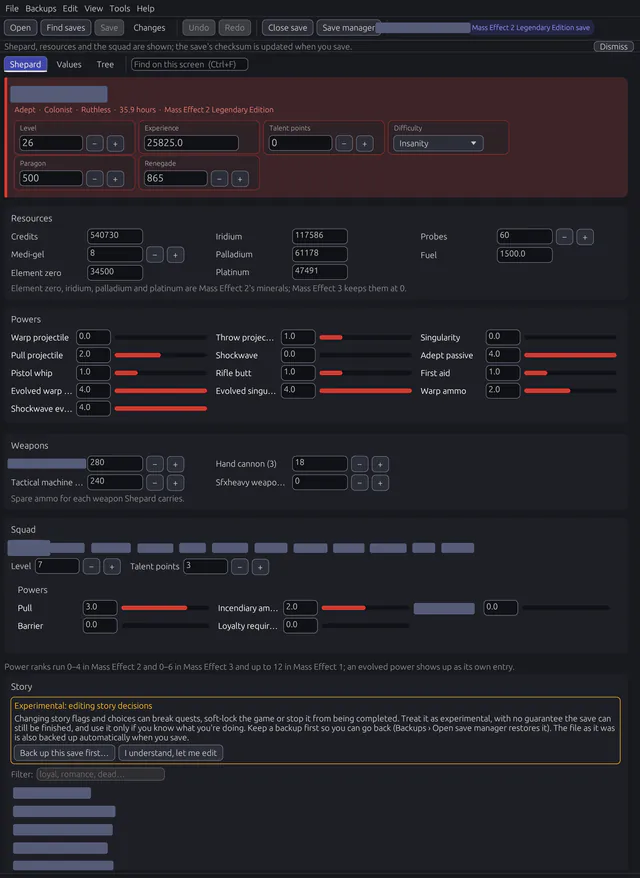 File Backups Edit View Tools Help
Open Find saves Save Changes Undo Redo Close save Save manager Mass Effect 2 Legendary Edition save
Shepard, resources and the squad are shown; the save's checksum is updated when you save. Dismiss
Shepard Values Tree Find on this screen (Ctrl+F)
Adept · Colonist · Ruthless · 35.9 hours · Mass Effect 2 Legendary Edition
Level Experience Talent points Difficulty
26 − + 25825.0 0 − + Insanity
Paragon Renegade
500 − + 865 − +
Resources
Credits 540730 Iridium 117586 Probes 60 − +
Medi-gel 8 − + Palladium 61178 Fuel 1500.0
Element zero 34500 Platinum 47491
Element zero, iridium, palladium and platinum are Mass Effect 2's minerals; Mass Effect 3 keeps them at 0.
Powers
Warp projectile 0.0 Throw projec... 1.0 Singularity 0.0
Pull projectile 2.0 Shockwave 0.0 Adept passive 4.0
Pistol whip 1.0 Rifle butt 1.0 First aid 1.0
Evolved warp ... 4.0 Evolved singu... 4.0 Warp ammo 2.0
Shockwave ev... 4.0
Weapons
280 − + Hand cannon (3) 18 − +
Tactical machine ... 240 − + Sfxheavy weapo... 0 − +
Spare ammo for each weapon Shepard carries.
Squad
Level 7 − + Talent points 3 − +
Powers
Pull 3.0 Incendiary am... 2.0 0.0
Barrier 0.0 Loyalty requir... 0.0
Power ranks run 0–4 in Mass Effect 2 and 0–6 in Mass Effect 3 and up to 12 in Mass Effect 1; an evolved power shows up as its own entry.
Story
Experimental: editing story decisions
Changing story flags and choices can break quests, soft-lock the game or stop it from being completed. Treat it as experimental, with no guarantee the save can
still be finished, and use it only if you know what you're doing. Keep a backup first so you can go back (Backups › Open save manager restores it). The file as it was
is also backed up automatically when you save.
Back up this save first... I understand, let me edit
Filter: loyal, romance, dead...